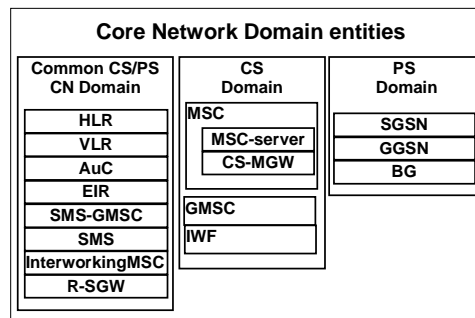 Core Network Domain entities
Common CS/PS
CN Domain
HLR
VLR
AuC
EIR
SMS-GMSC
SMS
InterworkingMSC
R-SGW
CS
Domain
MSC
MSC-server
CS-MGW
GMSC
IWF
PS
Domain
SGSN
GGSN
BG